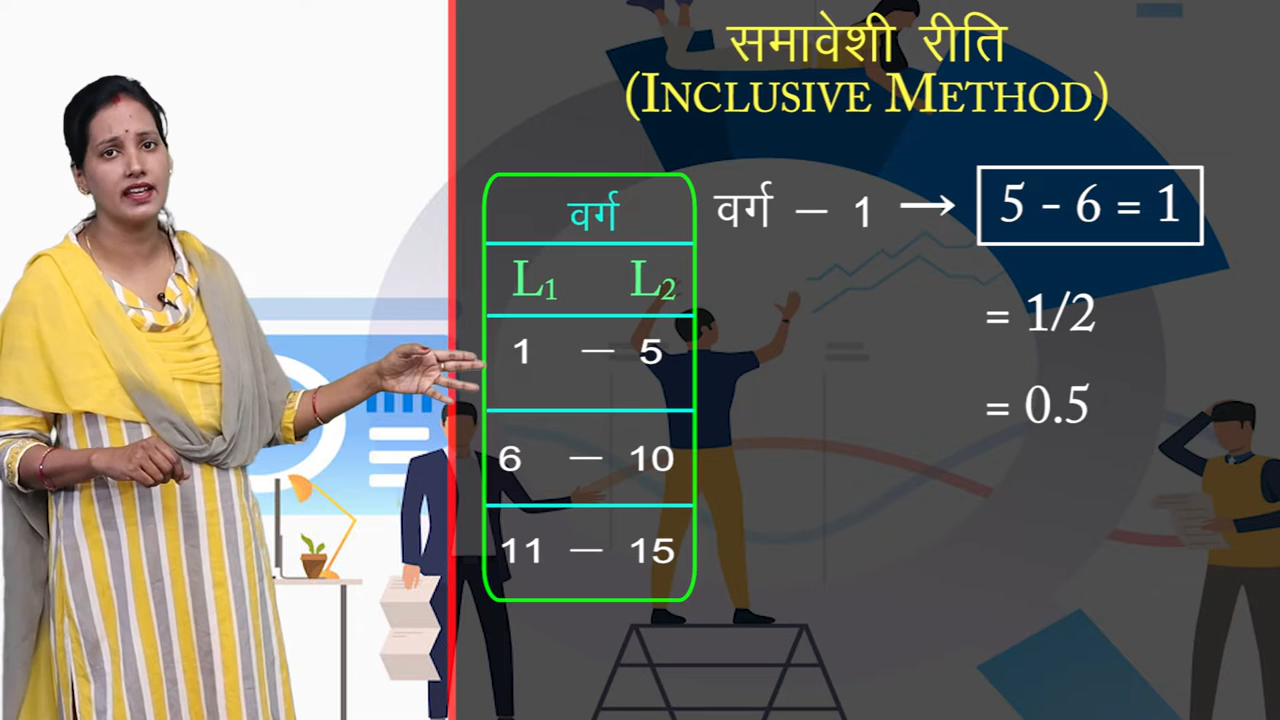 समावेशी रीति
(INCLUSIVE METHOD)
वर्ग
L₁ L₂
1 – 5
6 – 10
11 – 15
वर्ग – 1 → 5 - 6 = 1
= 1/2
= 0.5